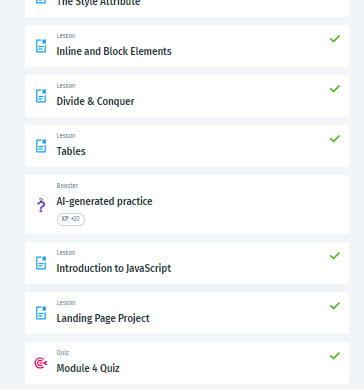 The Style Attribute
Lesson
Inline and Block Elements
Lesson
Divide & Conquer
Lesson
Tables
Booster
AI-generated practice
XP +20
Lesson
Introduction to JavaScript
Lesson
Landing Page Project
Quiz
Module 4 Quiz